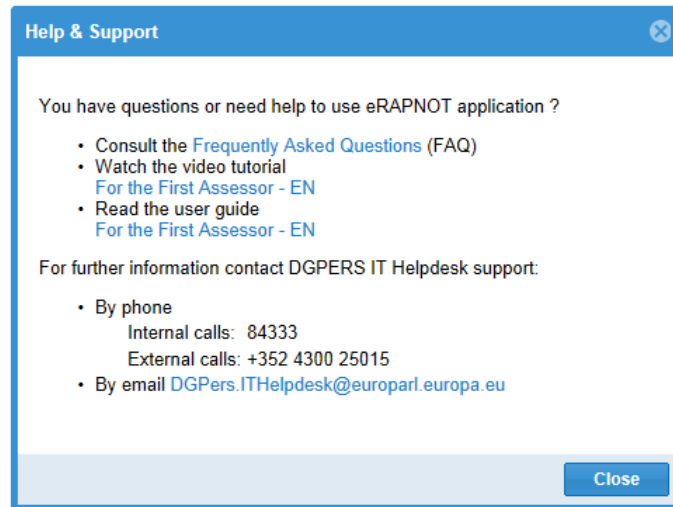 Help & Support
You have questions or need help to use eRAPNOT application ?
• Consult the Frequently Asked Questions (FAQ)
• Watch the video tutorial
For the First Assessor - EN
• Read the user guide
For the First Assessor - EN
For further information contact DGPERS IT Helpdesk support:
• By phone
Internal calls: 84333
External calls: +352 4300 25015
• By email DGPers.ITHelpdesk@europarl.europa.eu
Close